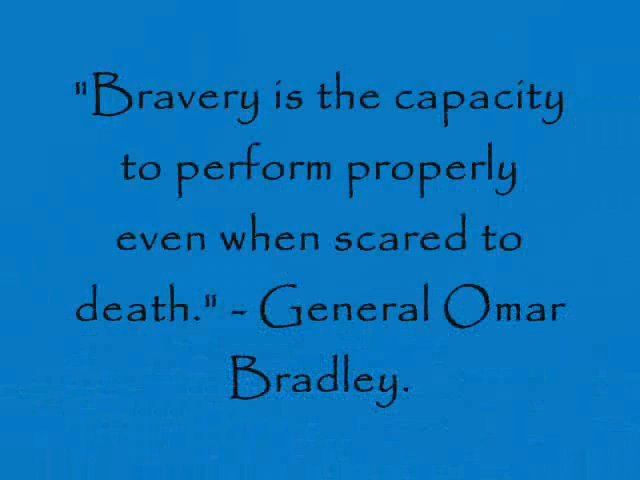 "Bravery is the capacity
to perform properly
even when scared to
death." - General Omar
Bradley.